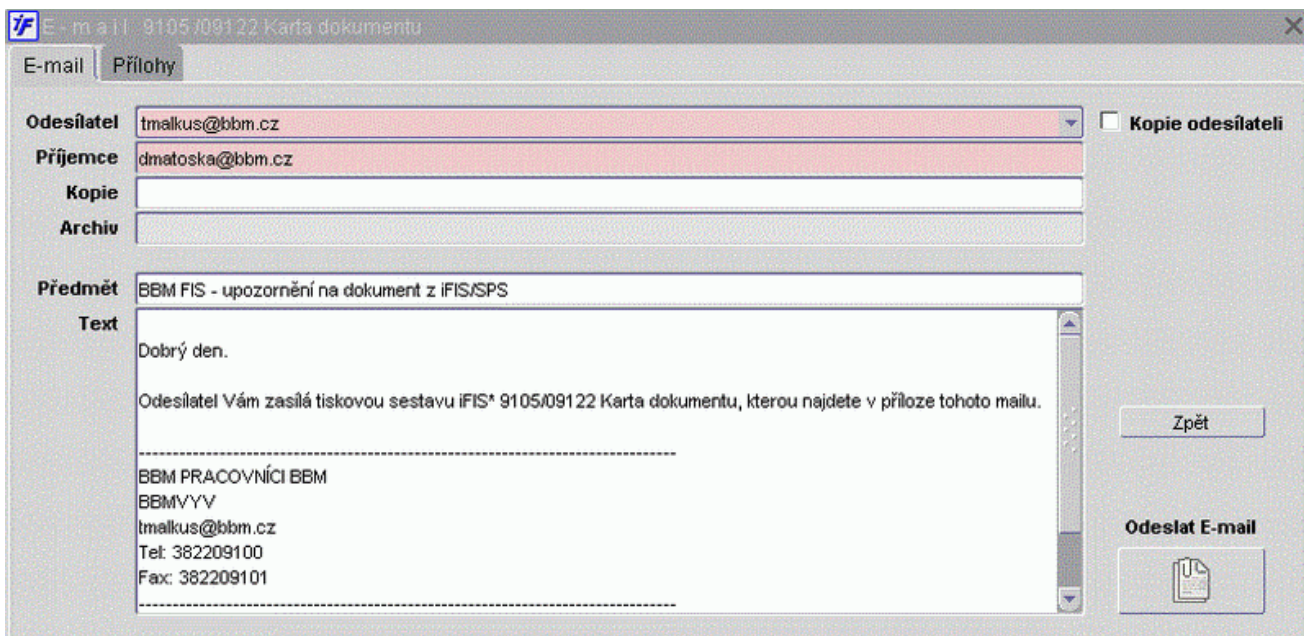 iF E-mail 9105/09122 Karta dokumentu
E-mail Přílohy
Odesílatel tmalkus@bbm.cz Kopie odesílateli
Příjemce dmatoska@bbm.cz
Kopie
Archiv
Předmět BBM FIS - upozornění na dokument z iFIS/SPS
Text
Dobrý den.
Odesílatel Vám zasílá tiskovou sestavu iFIS* 9105/09122 Karta dokumentu, kterou najdete v příloze tohoto mailu.
Zpět
--------------------------------------------------------------------------------
BBM PRACOVNÍCI BBM
BBMVYV
tmalkus@bbm.cz
Odeslat E-mail
Tel: 382209100
Fax: 382209101
--------------------------------------------------------------------------------